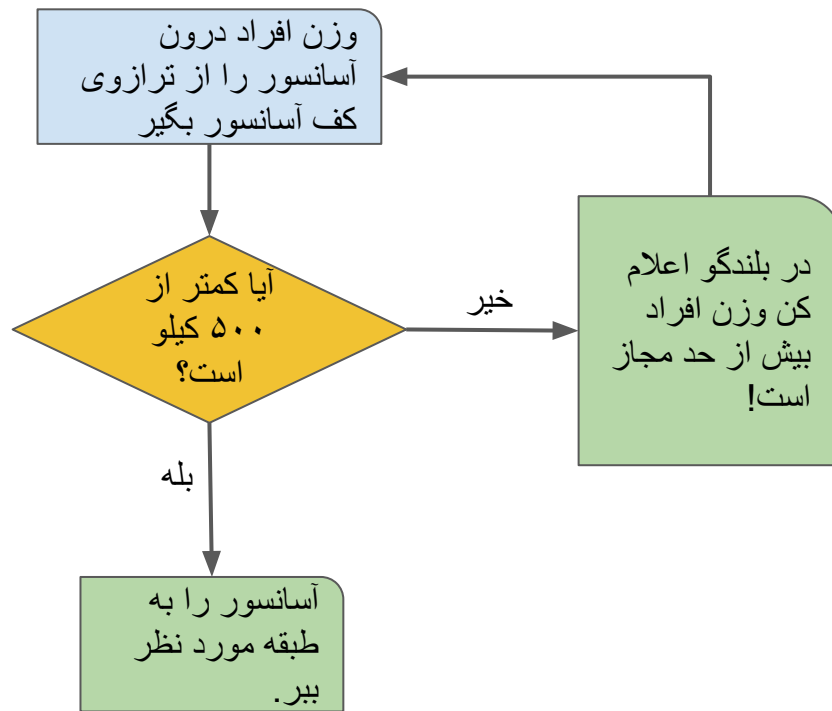 وزن افراد درون
آسانسور را از ترازوی
کف آسانسور بگیر
آیا کمتر از
۵۰۰ کیلو
است؟
خیر
در بلندگو اعلام
کن وزن افراد
بیش از حد مجاز
است!
بله
آسانسور را به
طبقه مورد نظر
ببر.